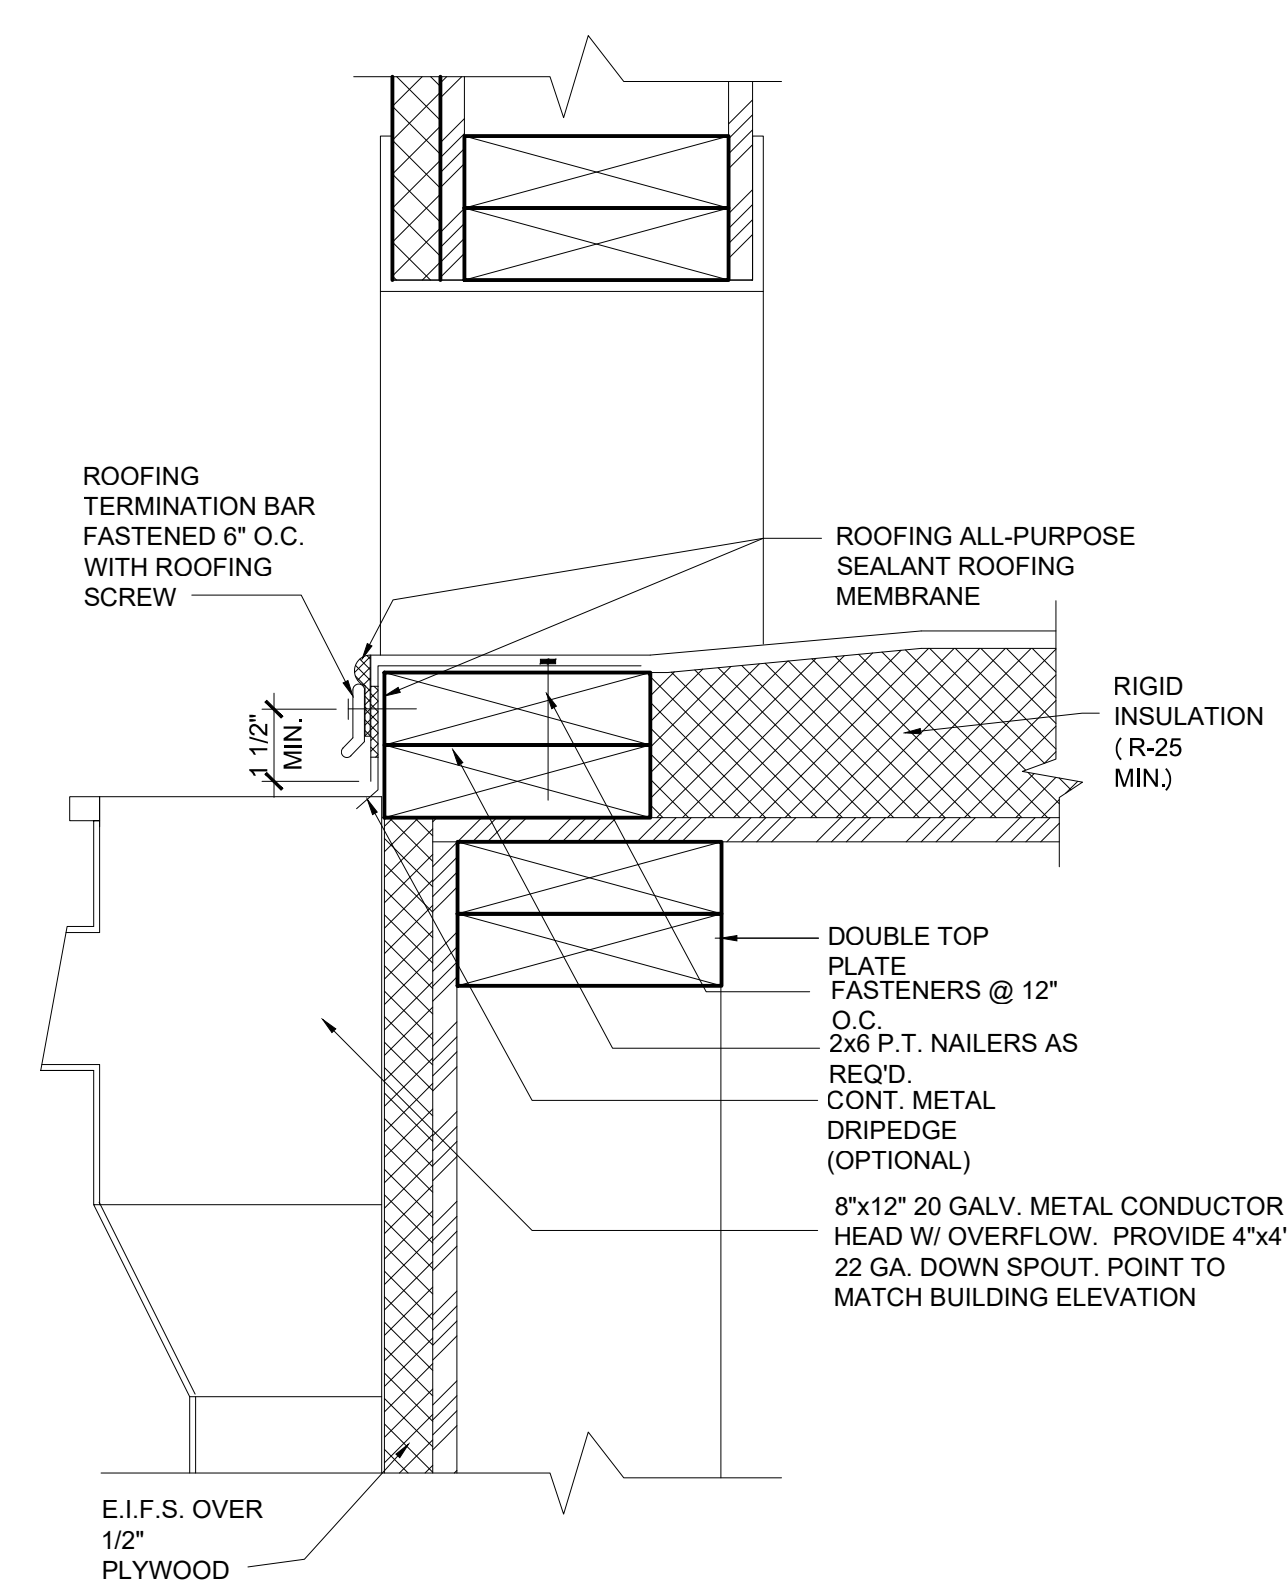 ROOFING
TERMINATION BAR
FASTENED 6" O.C.
WITH ROOFING
SCREW
ROOFING ALL-PURPOSE
SEALANT ROOFING
MEMBRANE
RIGID
INSULATION
( R-25
MIN.)
1 1/2"
MIN.
DOUBLE TOP
PLATE
FASTENERS @ 12"
O.C.
2x6 P.T. NAILERS AS
REQ'D.
CONT. METAL
DRIPEDGE
(OPTIONAL)
8"x12" 20 GALV. METAL CONDUCTOR
HEAD W/ OVERFLOW. PROVIDE 4"x4"
22 GA. DOWN SPOUT. POINT TO
MATCH BUILDING ELEVATION
E.I.F.S. OVER
1/2"
PLYWOOD